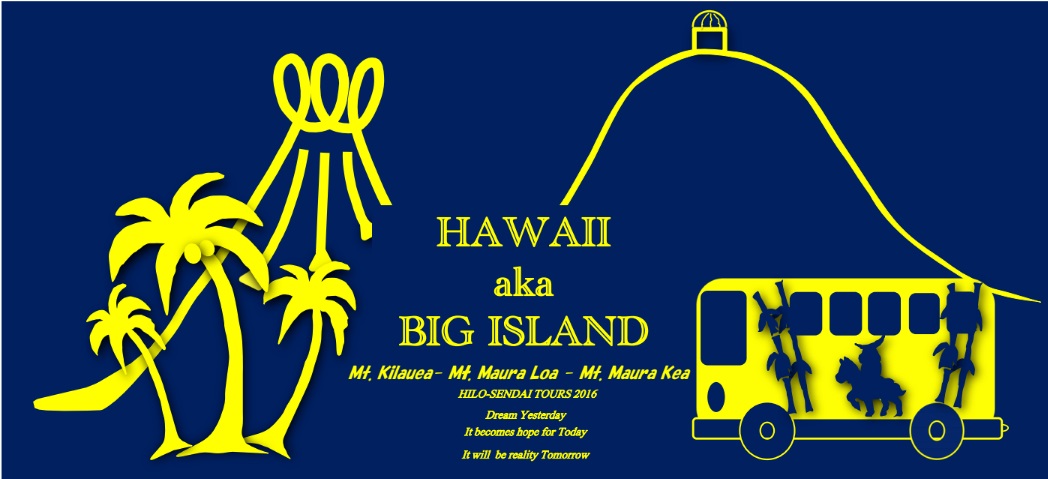 HAWAII
aka
BIG ISLAND
Mt. Kilauea- Mt. Maura Loa - Mt. Maura Kea
HILO-SENDAI TOURS 2016
Dream Yesterday
It becomes hope for Today
It will be reality Tomorrow